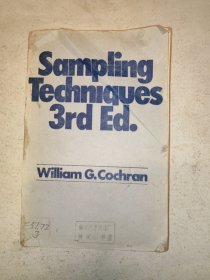 Sampling
Techniques
3rd Ed.
William G. Cochran